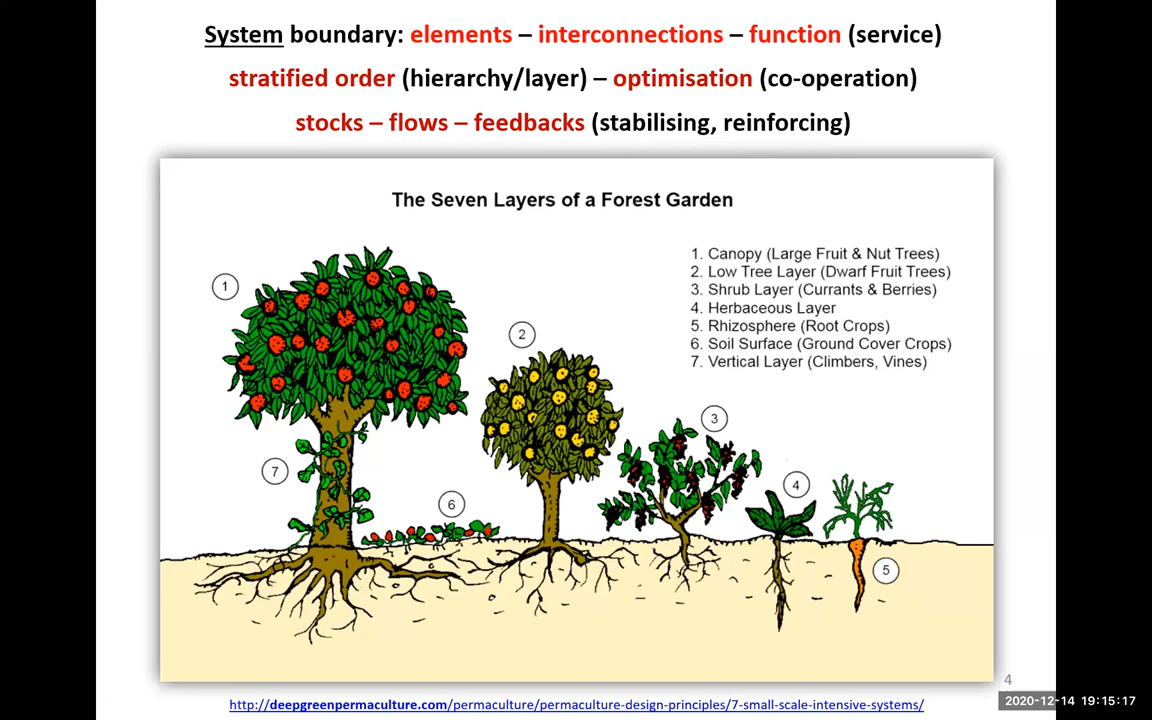 System boundary: elements – interconnections – function (service)
stratified order (hierarchy/layer) – optimisation (co-operation)
stocks – flows – feedbacks (stabilising, reinforcing)
The Seven Layers of a Forest Garden
1. Canopy (Large Fruit & Nut Trees)
2. Low Tree Layer (Dwarf Fruit Trees)
3. Shrub Layer (Currants & Berries)
4. Herbaceous Layer
5. Rhizosphere (Root Crops)
6. Soil Surface (Ground Cover Crops)
7. Vertical Layer (Climbers, Vines)
1
2
3
7
4
6
5
4
http://deepgreenpermaculture.com/permaculture/permaculture-design-principles/7-small-scale-intensive-systems/
2020-12-14 19:15:17